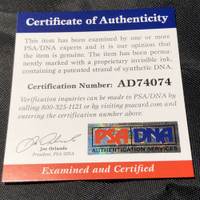 Certificate of Authenticity
This item has been examined by one or more
PSA/DNA experts and it is our opinion that
the item is genuine. The item has been perma-
nently marked with a proprietary invisible ink,
containing a patented strand of synthetic DNA.
Certification Number: AD74074
Verification inquiries can be made to PSA/DNA by
calling 800-325-1121 or by visiting psacard.com and
entering the certification number above.
Joe Orlando
President, PSA/DNA
PSA DNA
AUTHENTICATION SERVICES
Examined and Certified